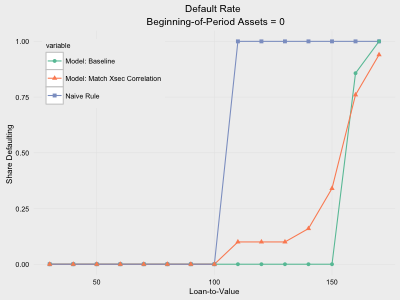 Default Rate
Beginning-of-Period Assets = 0
variable
Model: Baseline
Model: Match Xsec Correlation
Naive Rule
1.00
0.75
0.50
0.25
0.00
Share Defaulting
50
100
150
Loan-to-Value